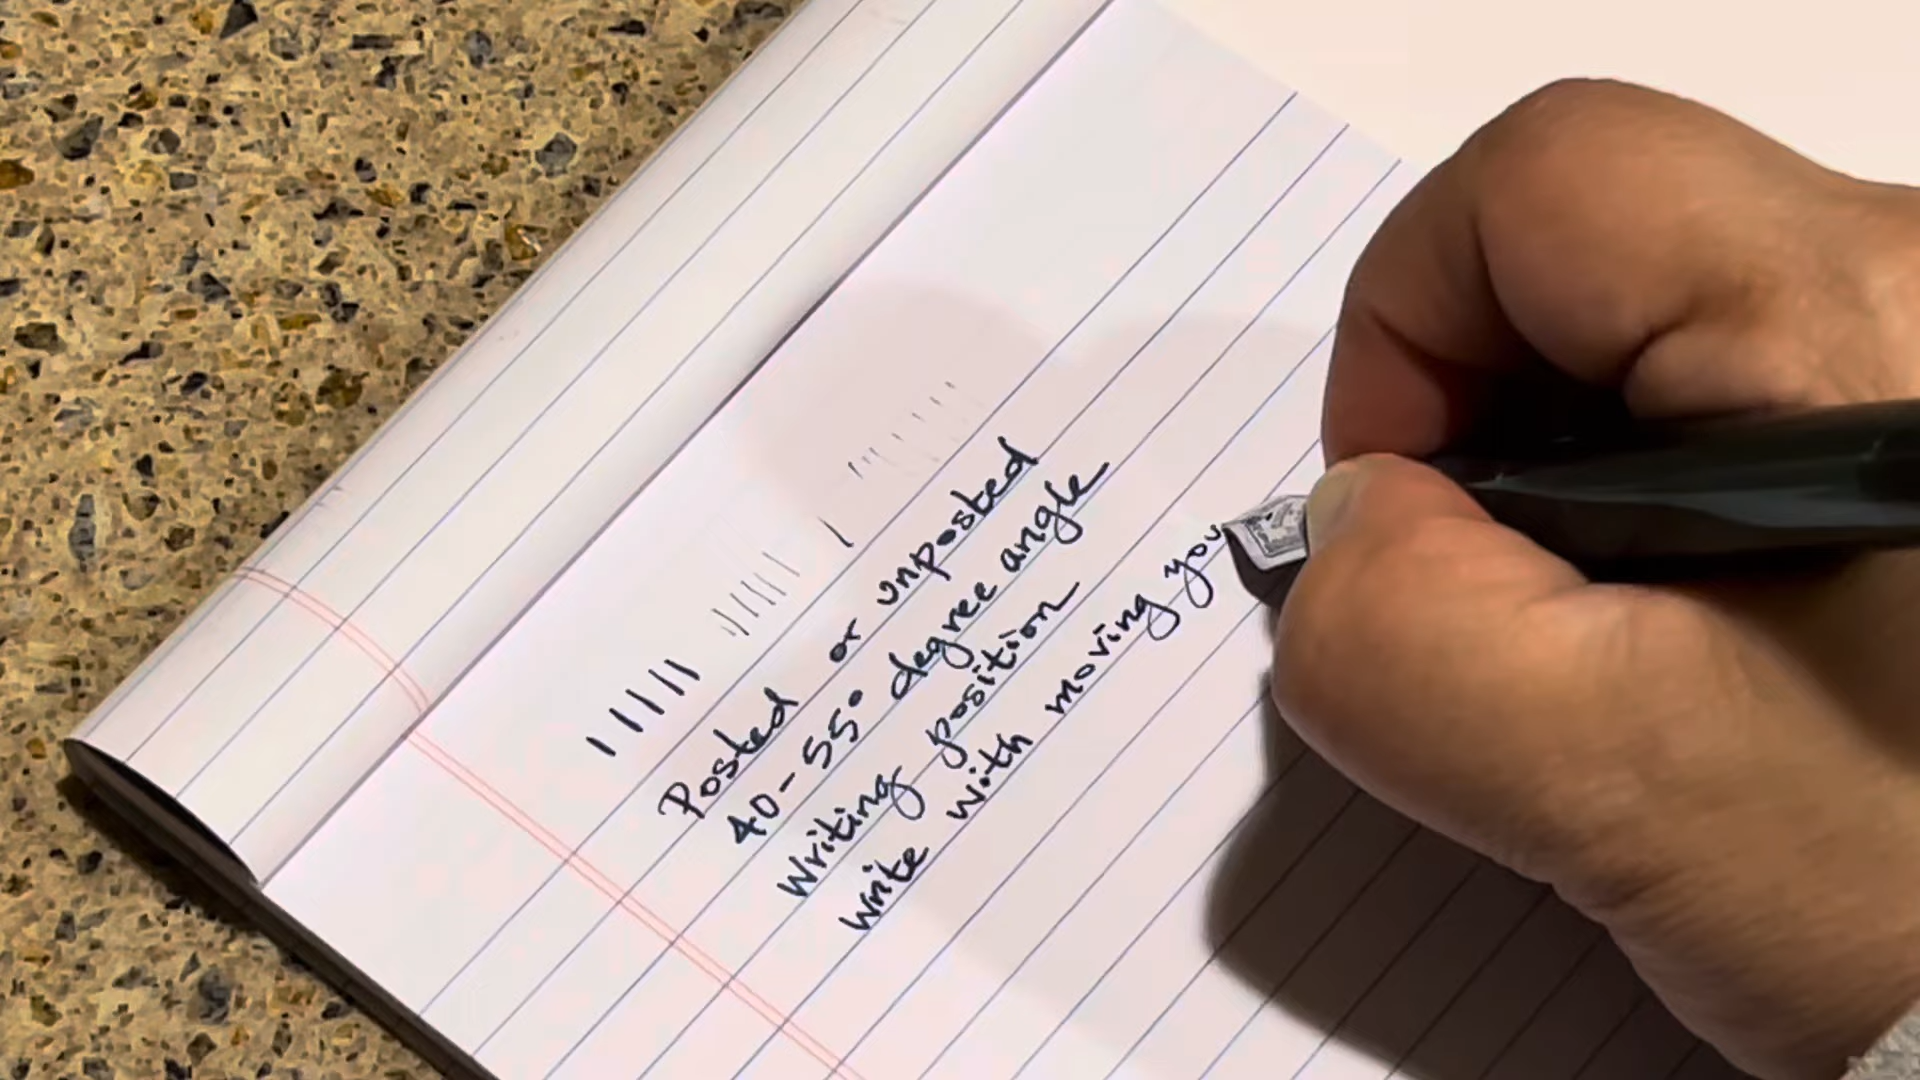 Posted or unposted
40-55° degree angle
Writing position
write with moving you